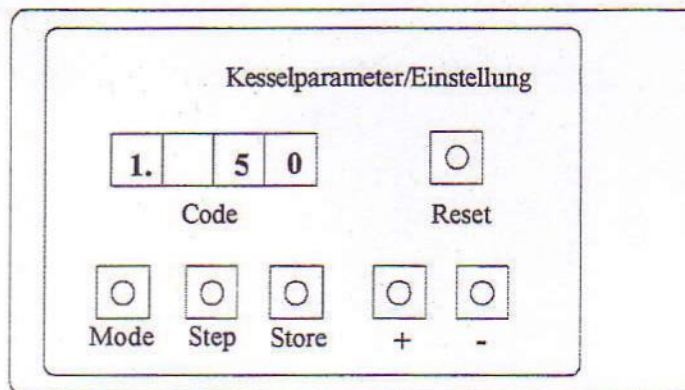 Kesselparameter/Einstellung
1. 5 0
Code Reset
Mode Step Store + -